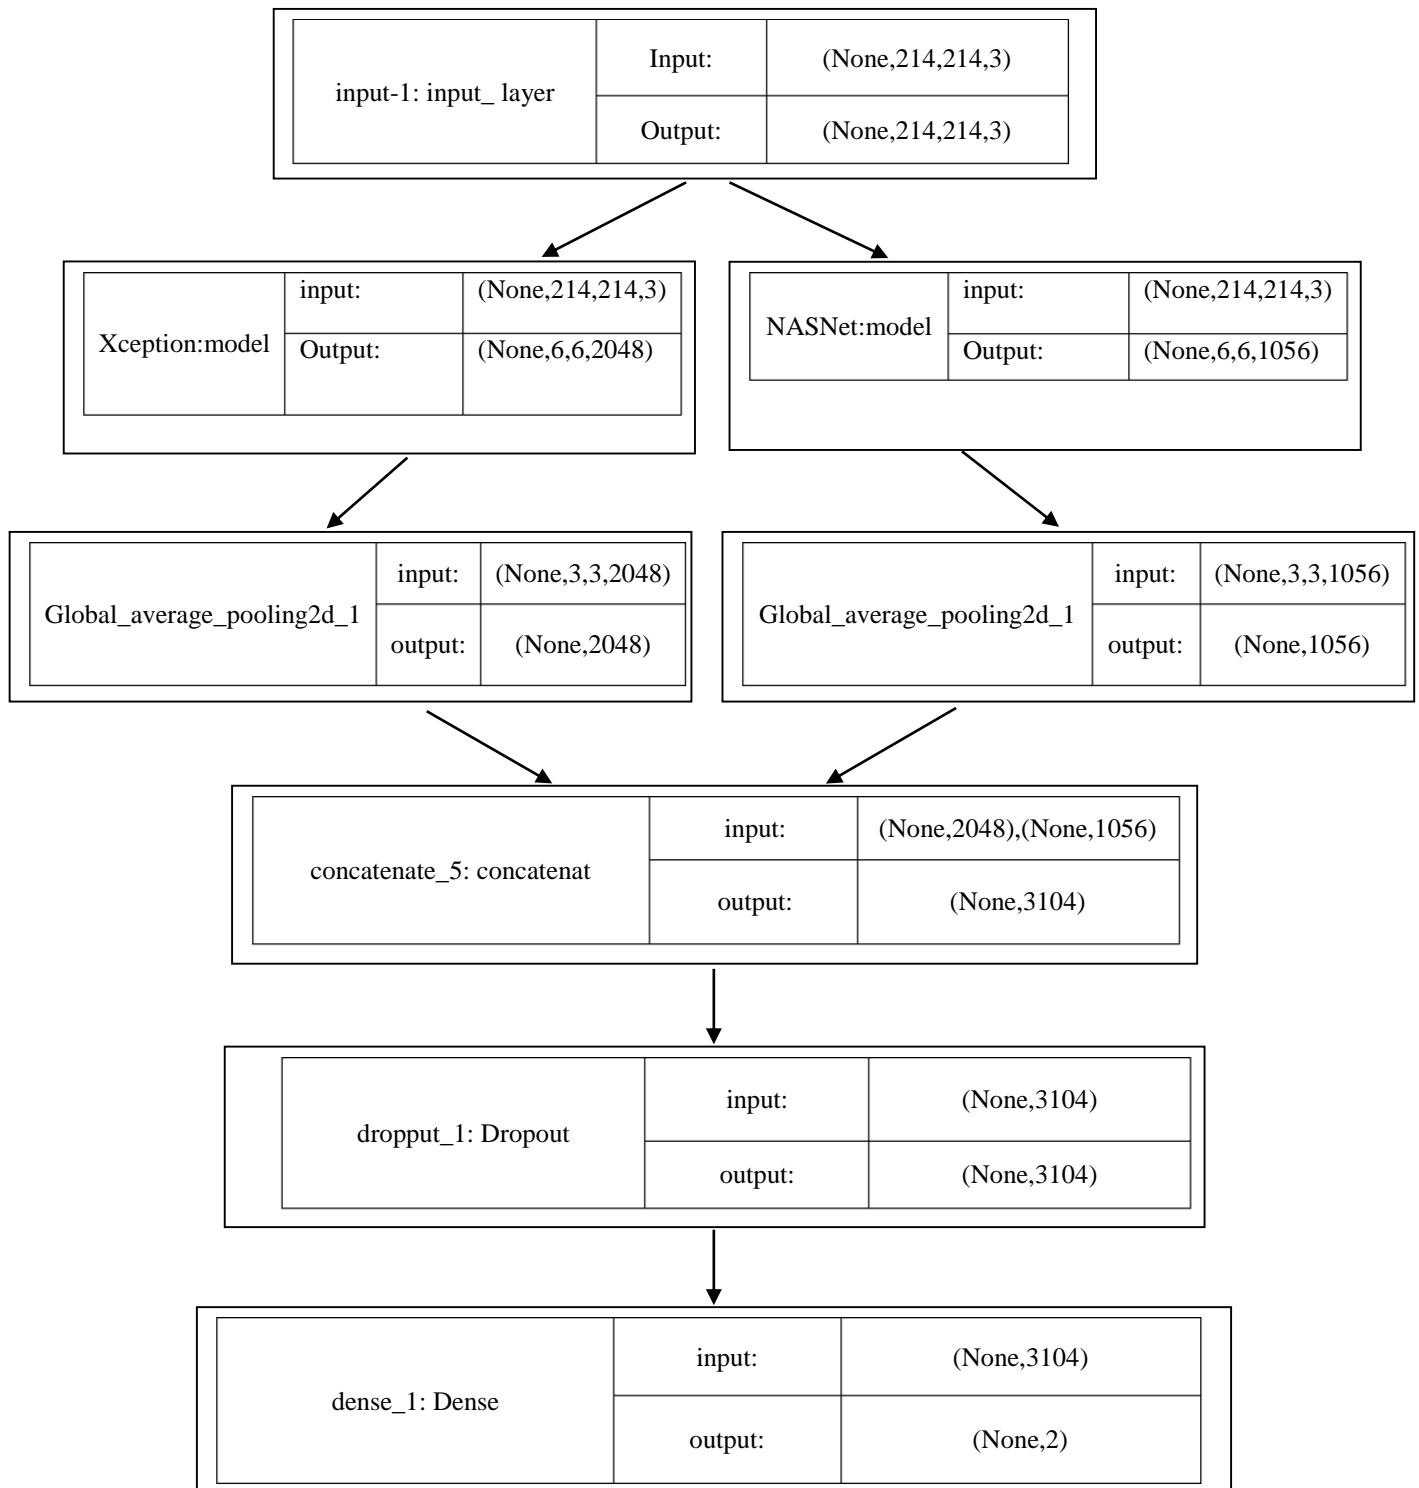 input-1: input_ layer
Input:
(None,214,214,3)
Output:
(None,214,214,3)
Xception:model
input:
(None,214,214,3)
Output:
(None,6,6,2048)
NASNet:model
input:
(None,214,214,3)
Output:
(None,6,6,1056)
Global_average_pooling2d_1
input:
(None,3,3,2048)
output:
(None,2048)
Global_average_pooling2d_1
input:
(None,3,3,1056)
output:
(None,1056)
concatenate_5: concatenat
input:
(None,2048),(None,1056)
output:
(None,3104)
dropput_1: Dropout
input:
(None,3104)
output:
(None,3104)
dense_1: Dense
input:
(None,3104)
output:
(None,2)